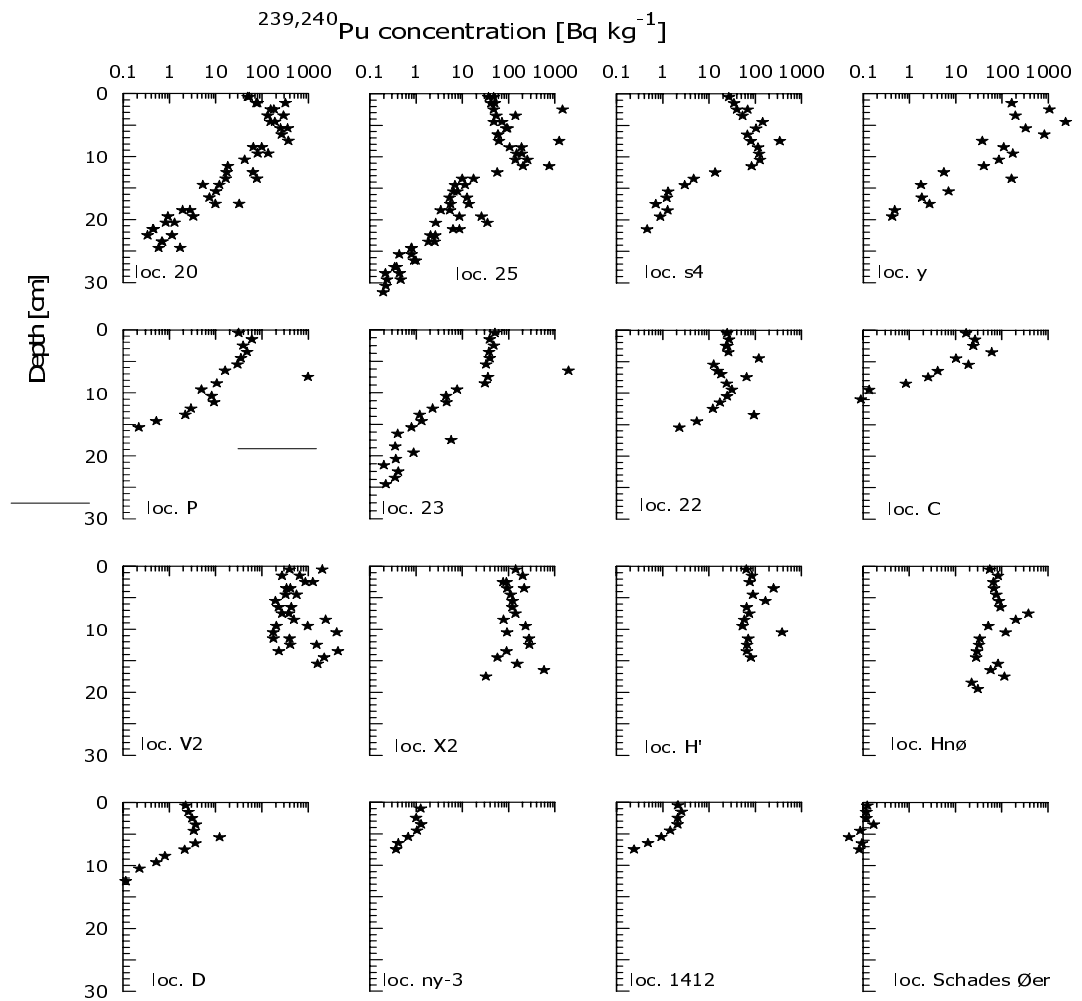 239,240Pu concentration [Bq kg-1]
0.1 1 10 100 1000 0.1 1 10 100 1000 0.1 1 10 100 1000 0.1 1 10 100 1000
0
10
20
30
loc. 20 loc. 25 loc. s4 loc. y
Depth [cm]
0
10
20
30
loc. P loc. 23 loc. 22 loc. C
0
10
20
30
loc. V2 loc. X2 loc. H' loc. Hnø
0
10
20
30
loc. D loc. ny-3 loc. 1412 loc. Schades Øer